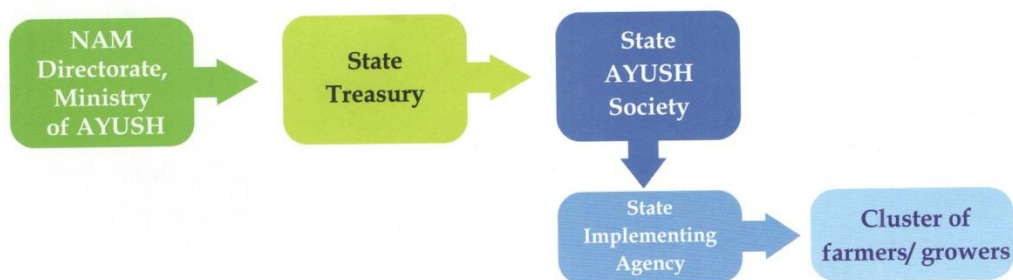 NAM
Directorate,
Ministry
of AYUSH
State
Treasury
State
AYUSH
Society
State
Implementing
Agency
Cluster of
farmers/ growers